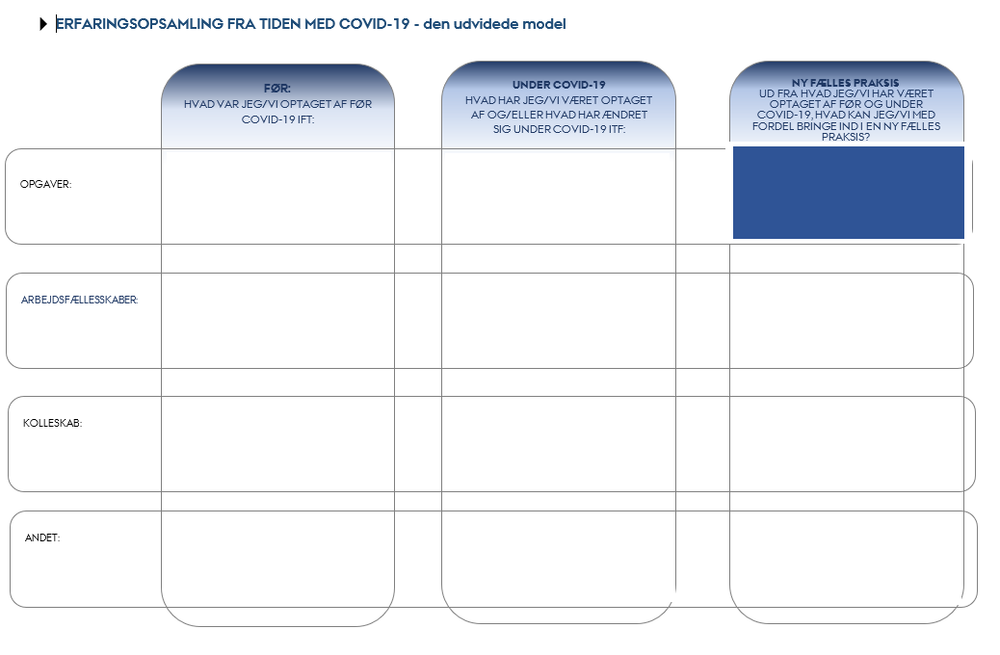 ERFARINGSOPSAMLING FRA TIDEN MED COVID-19 - den udvidede model
FØR:
HVAD VAR JEG/VI OPTAGET AF FØR
COVID-19 IFT:
UNDER COVID-19
HVAD HAR JEG/VI VÆRET OPTAGET
AF OG/ELLER HVAD HAR ÆNDRET
SIG UNDER COVID-19 ITF:
NY FÆLLES PRAKSIS
UD FRA HVAD JEG/VI HAR VÆRET
OPTAGET AF FØR OG UNDER
COVID-19, HVAD KAN JEG/VI MED
FORDEL BRINGE IND I EN NY FÆLLES
PRAKSIS?
OPGAVER:
ARBEJDSFÆLLESSKABER:
KOLLESKAB:
ANDET: